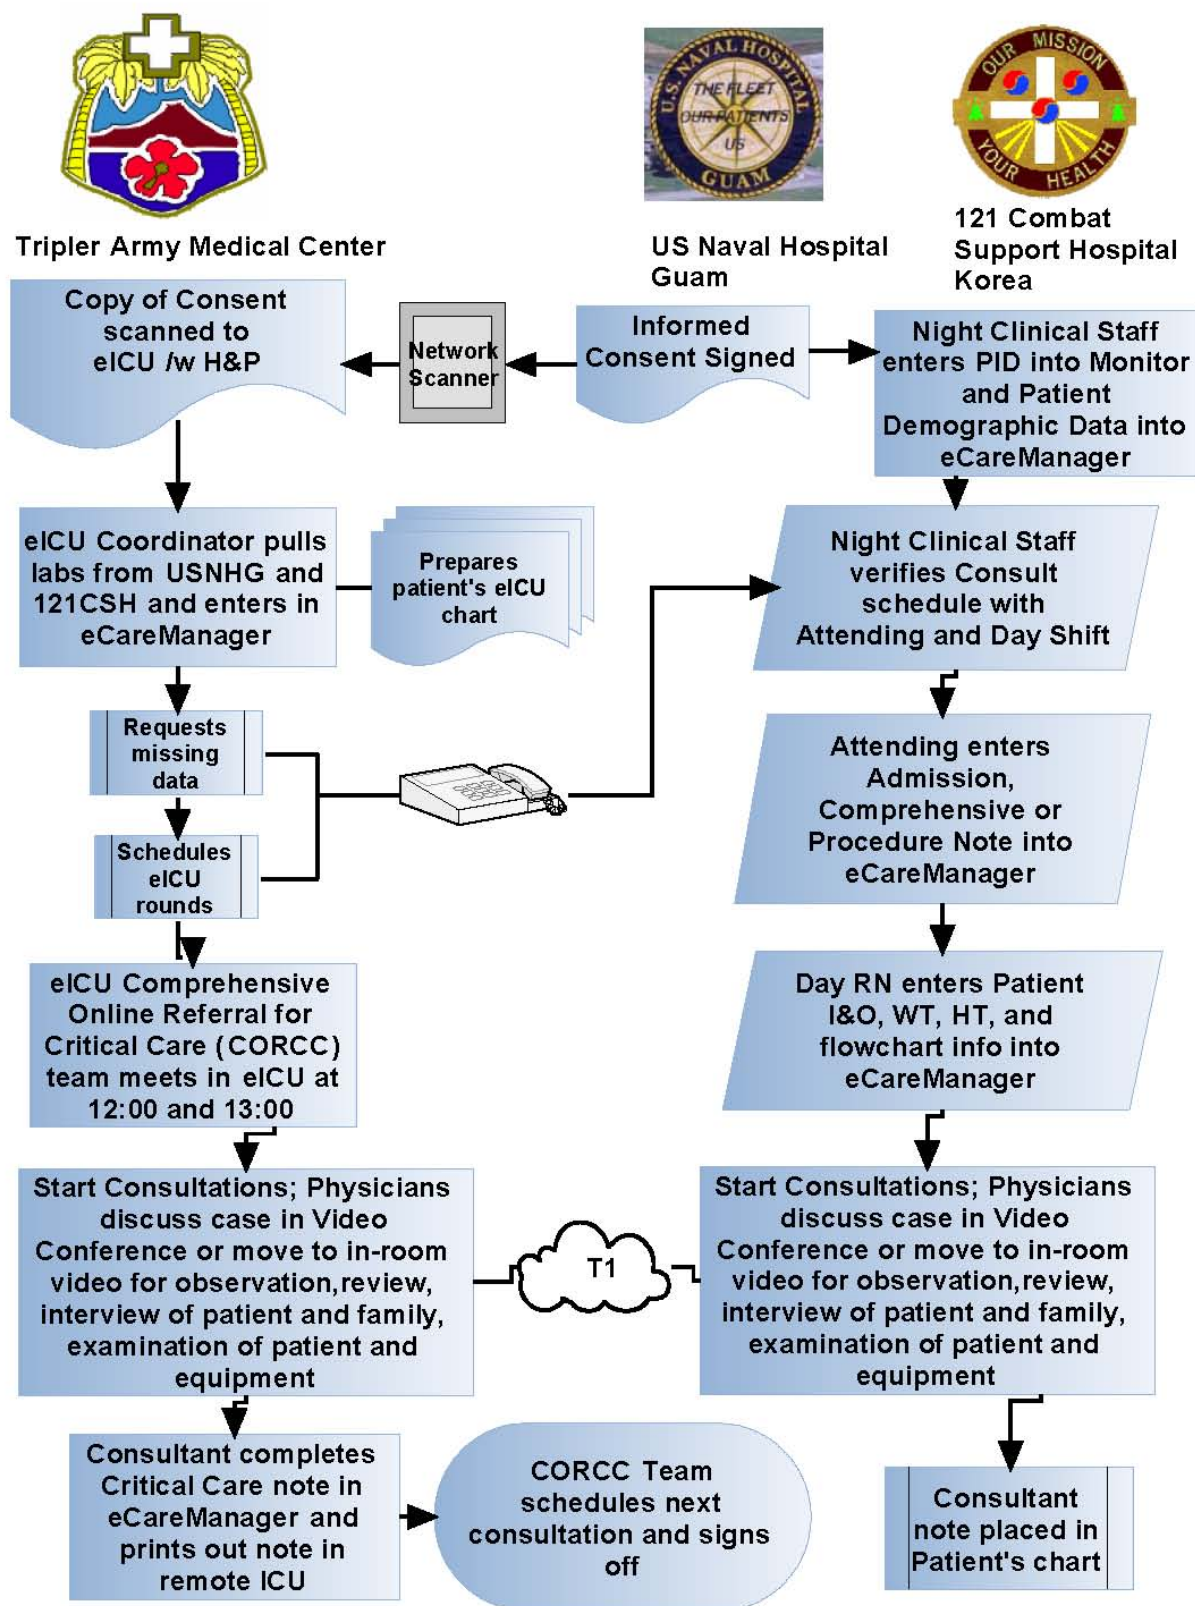 U.S. NAVAL HOSPITAL
THE FLEET
OUR PATIENTS
US
GUAM
OUR MISSION
YOUR HEALTH
Tripler Army Medical Center
US Naval Hospital
Guam
121 Combat
Support Hospital
Korea
Copy of Consent
scanned to
eICU /w H&P
Network
Scanner
Informed
Consent Signed
Night Clinical Staff
enters PID into Monitor
and Patient
Demographic Data into
eCareManager
eICU Coordinator pulls
labs from USNHG and
121CSH and enters in
eCareManager
Prepares
patient's eICU
chart
Night Clinical Staff
verifies Consult
schedule with
Attending and Day Shift
Requests
missing
data
Schedules
eICU
rounds
Attending enters
Admission,
Comprehensive or
Procedure Note into
eCareManager
eICU Comprehensive
Online Referral for
Critical Care (CORCC)
team meets in eICU at
12:00 and 13:00
Day RN enters Patient
I&O, WT, HT, and
flowchart info into
eCareManager
Start Consultations; Physicians
discuss case in Video
Conference or move to in-room
video for observation,review,
interview of patient and family,
examination of patient and
equipment
T1
Start Consultations; Physicians
discuss case in Video
Conference or move to in-room
video for observation,review,
interview of patient and family,
examination of patient and
equipment
Consultant completes
Critical Care note in
eCareManager and
prints out note in
remote ICU
CORCC Team
schedules next
consultation and signs
off
Consultant
note placed in
Patient's chart